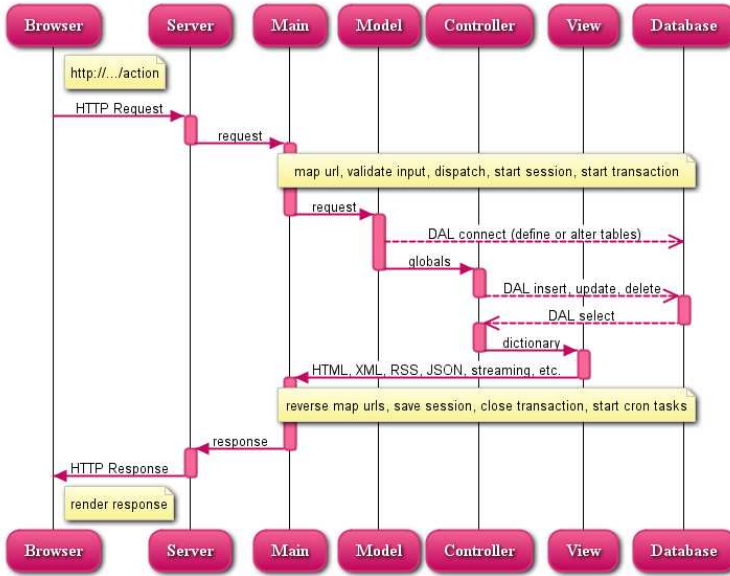 Browser Server Main Model Controller View Database
http://.../action
HTTP Request
request
map url, validate input, dispatch, start session, start transaction
request
DAL connect (define or alter tables)
globals
DAL insert, update, delete
DAL select
dictionary
HTML, XML, RSS, JSON, streaming, etc.
reverse map urls, save session, close transaction, start cron tasks
response
HTTP Response
render response
Browser Server Main Model Controller View Database